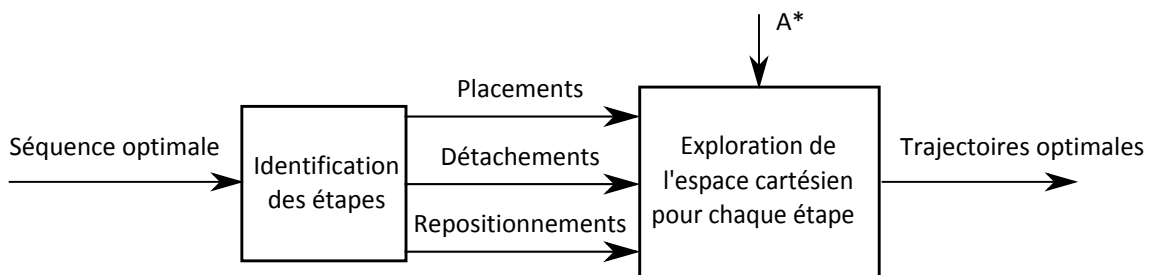 A*
Placements
Séquence optimale
Identification
des étapes
Détachements
Repositionnements
Exploration de
l'espace cartésien
pour chaque étape
Trajectoires optimales